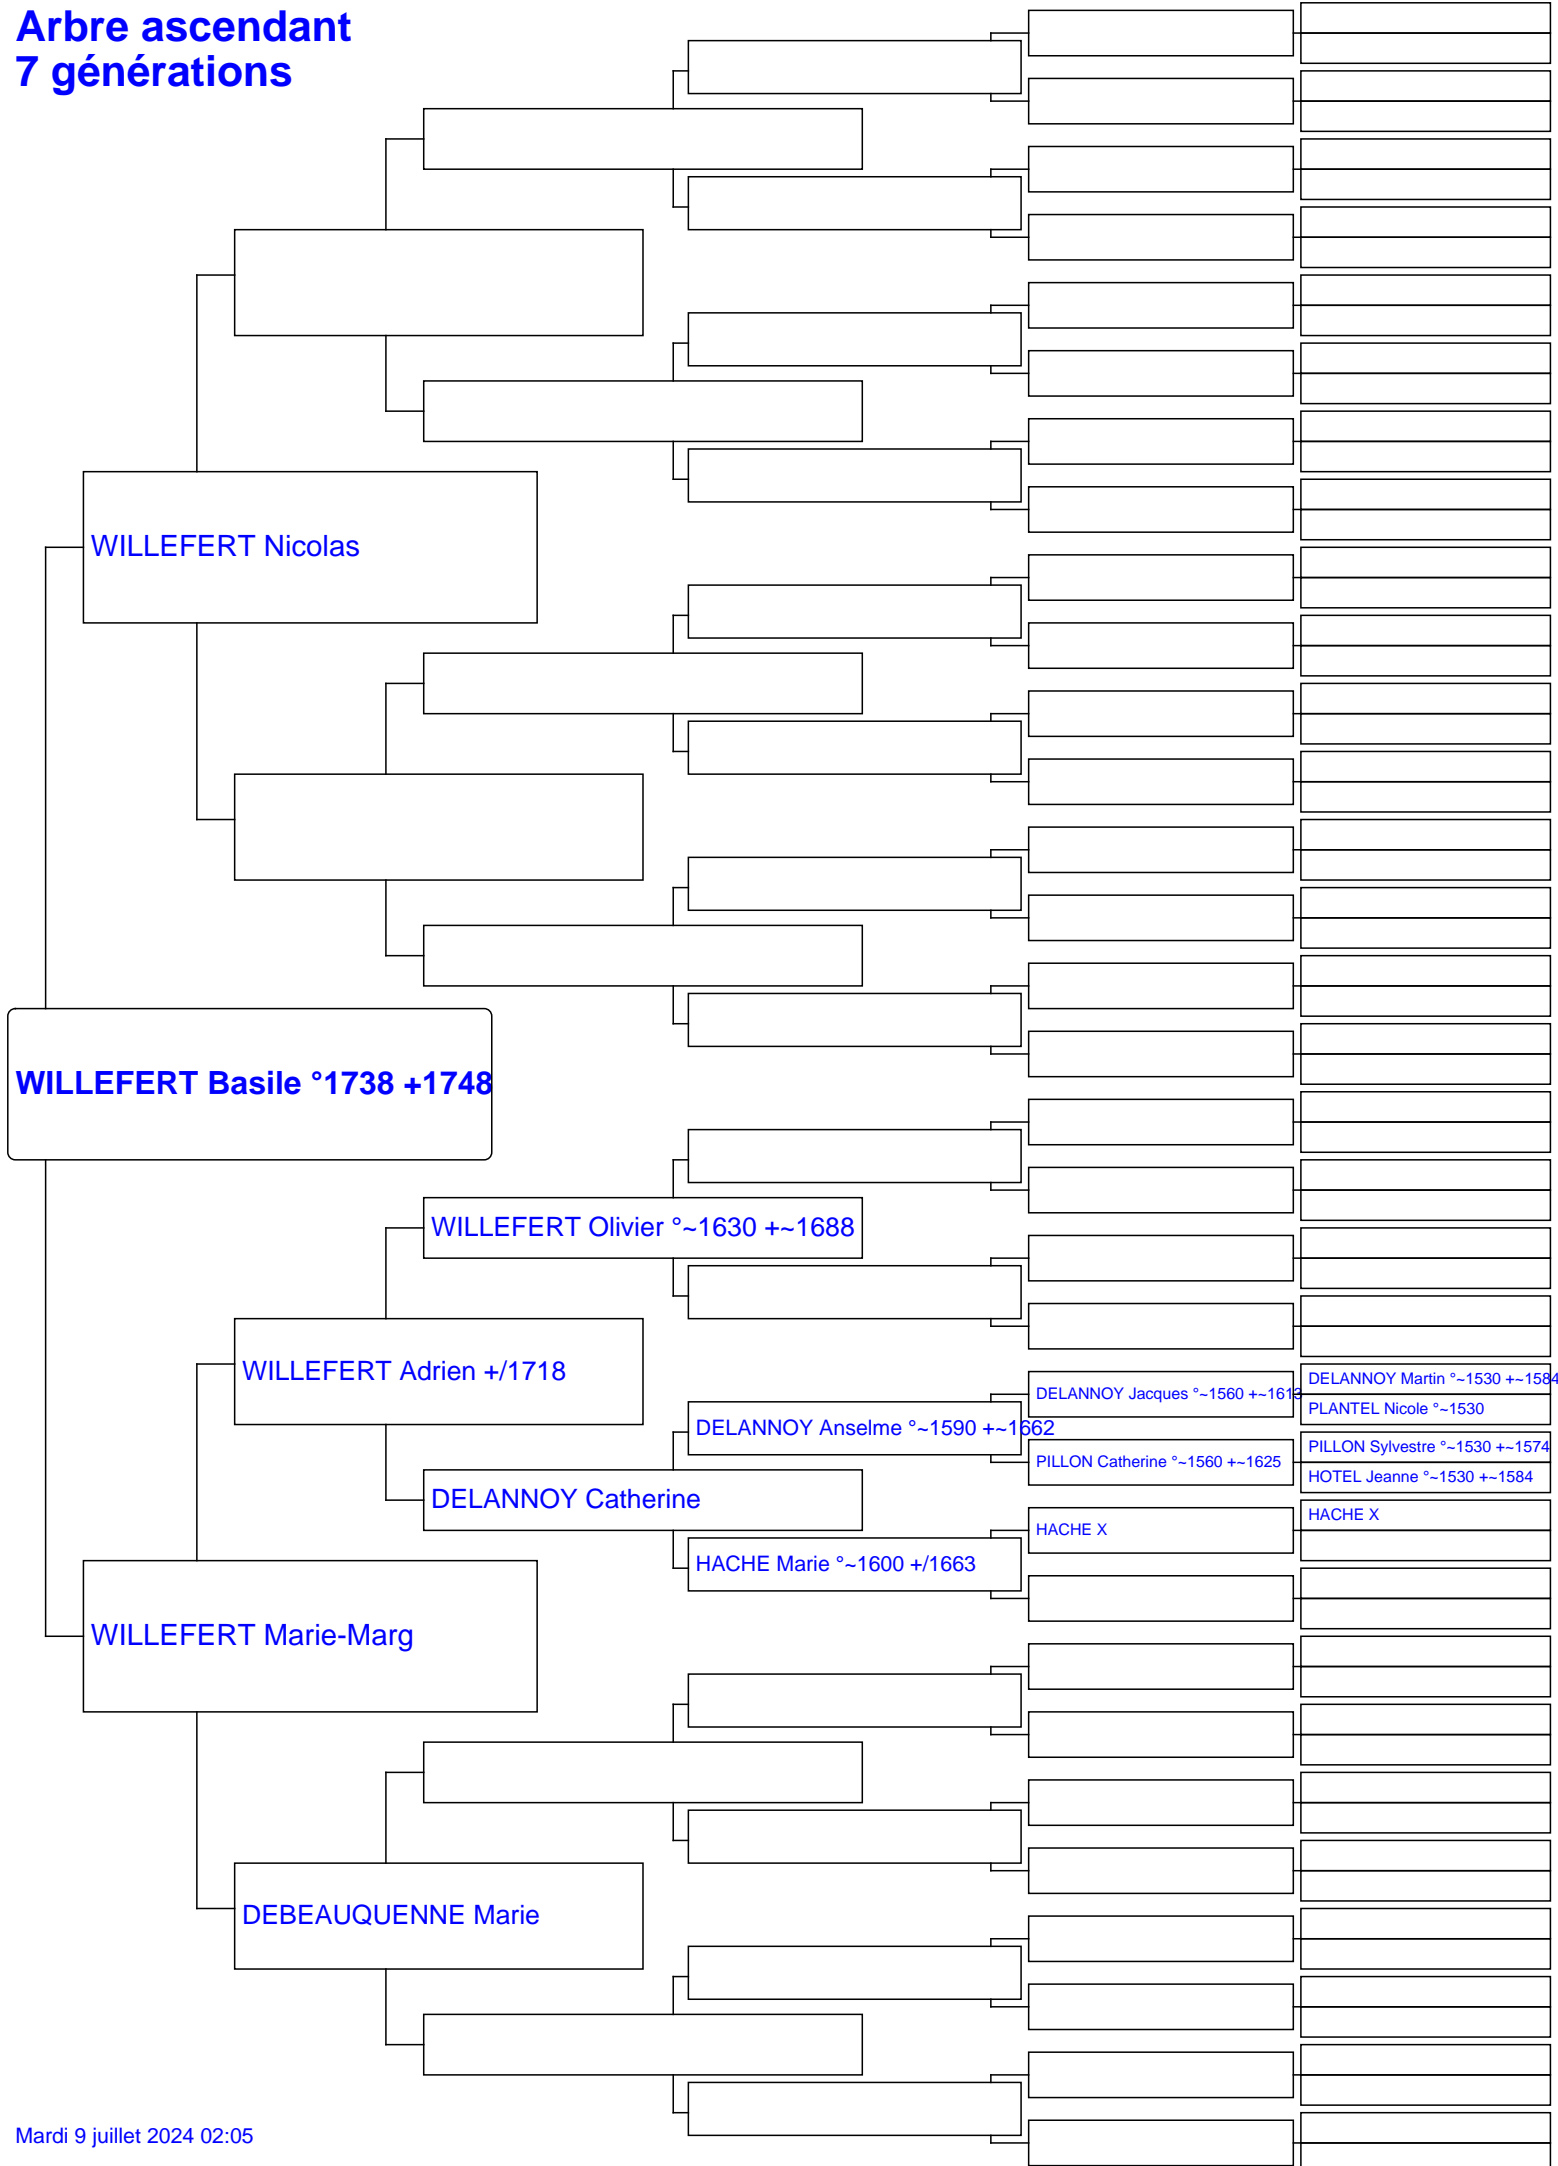 Arbre ascendant
7 générations
WILLEFERT Nicolas
WILLEFERT Basile °1738 +1748
WILLEFERT Olivier °~1630 +~1688
WILLEFERT Adrien +/1718
DELANNOY Martin °~1530 +~1584
DELANNOY Jacques °~1560 +~1613
PLANTEL Nicole °~1530
DELANNOY Anselme °~1590 +~1662
PILLON Sylvestre °~1530 +~1574
PILLON Catherine °~1560 +~1625
HOTEL Jeanne °~1530 +~1584
DELANNOY Catherine
HACHE X
HACHE X
HACHE Marie °~1600 +/1663
WILLEFERT Marie-Marg
DEBEAUQUENNE Marie
Mardi 9 juillet 2024 02:05